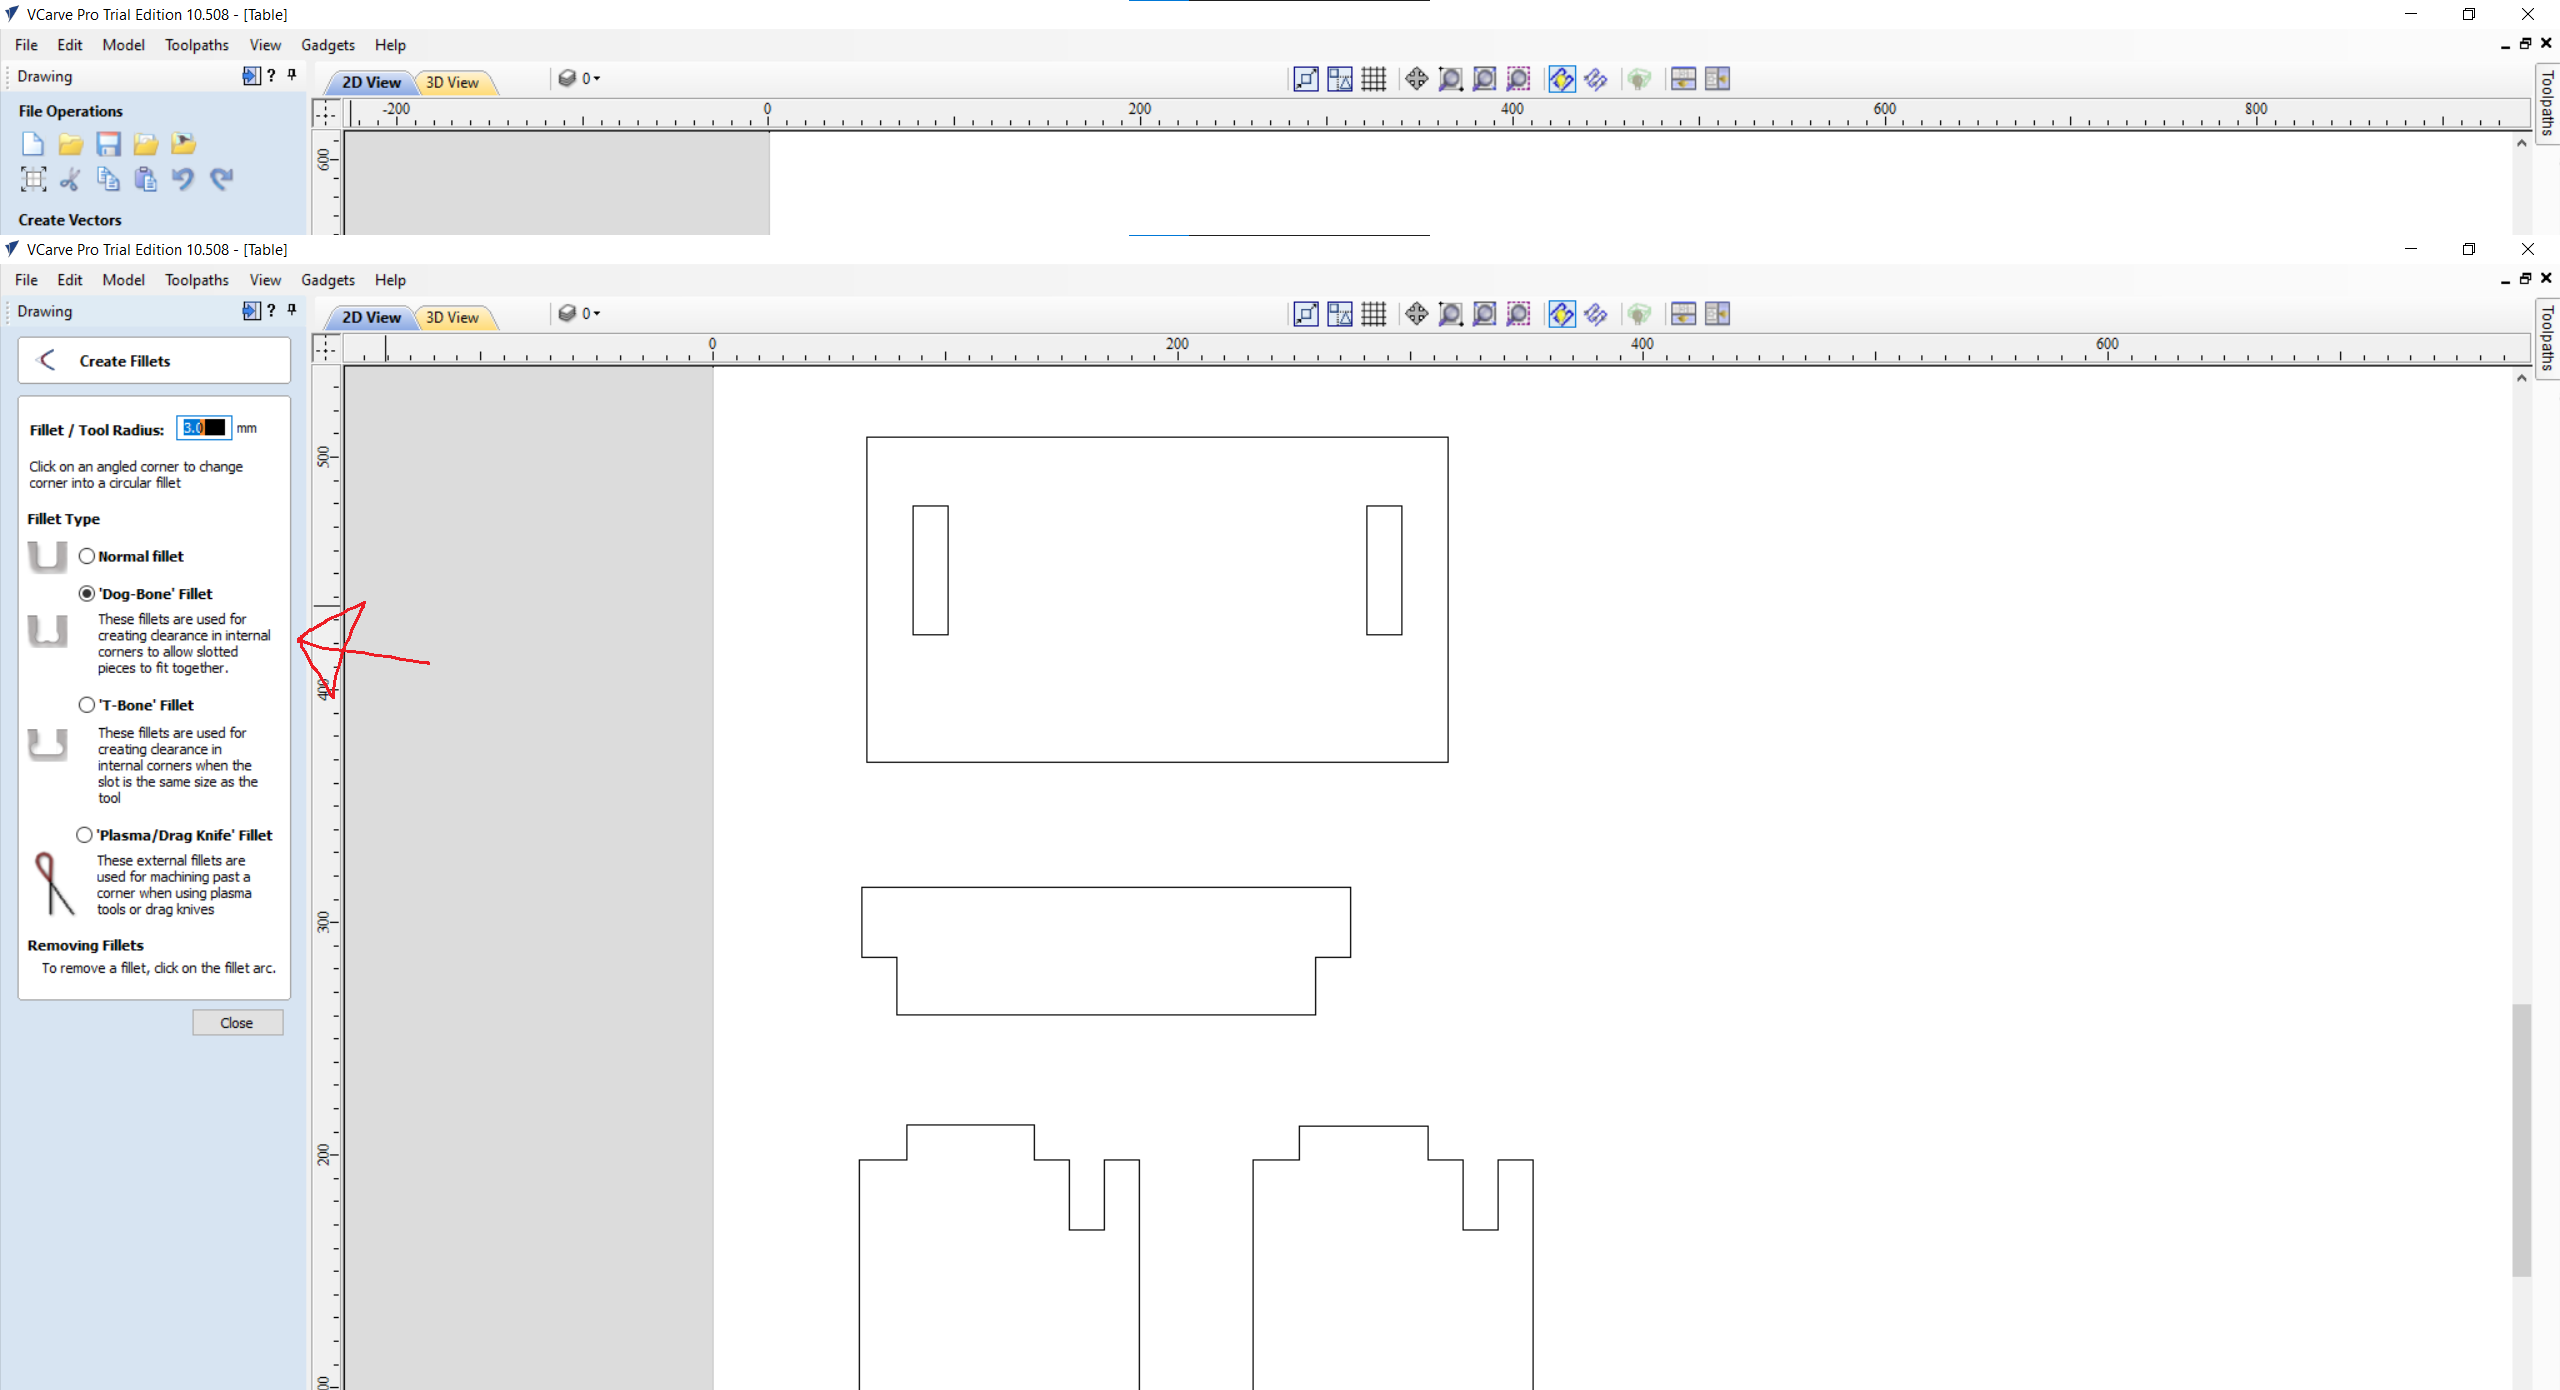 VCarve Pro Trial Edition 10.508 - [Table]
File Edit Model Toolpaths View Gadgets Help
Drawing ?
2D View 3D View 0
Toolpaths
File Operations
-200 0 200 400 600 800
600
Create Vectors
VCarve Pro Trial Edition 10.508 - [Table]
File Edit Model Toolpaths View Gadgets Help
Drawing ?
2D View 3D View 0
Toolpaths
0 200 400 600
Create Fillets
Fillet / Tool Radius: 3.0 mm
Click on an angled corner to change
corner into a circular fillet
500
Fillet Type
Normal fillet
'Dog-Bone' Fillet
These fillets are used for
creating clearance in internal
corners to allow slotted
pieces to fit together.
400
'T-Bone' Fillet
These fillets are used for
creating clearance in
internal corners when the
slot is the same size as the
tool
'Plasma/Drag Knife' Fillet
These external fillets are
used for machining past a
corner when using plasma
tools or drag knives
300
Removing Fillets
To remove a fillet, click on the fillet arc.
Close
200